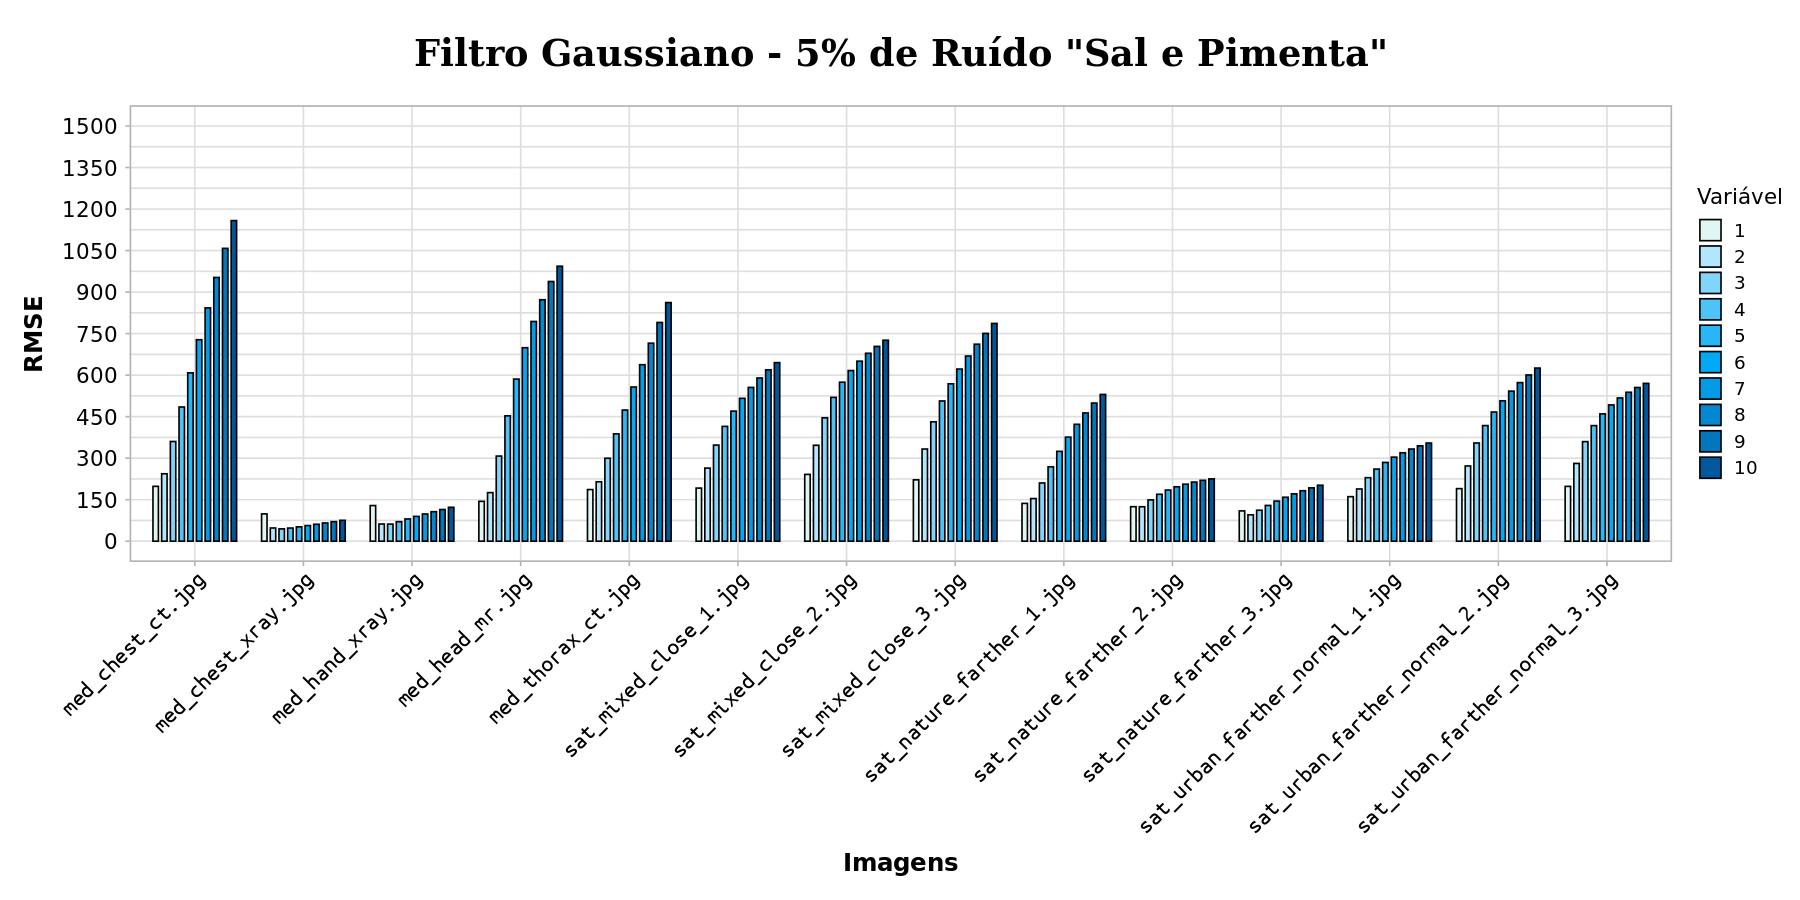 Filtro Gaussiano - 5% de Ruído "Sal e Pimenta"
1500
1350
1200
1050
900
750
600
450
300
150
0
RMSE
med_chest_ct.jpg
med_chest_xray.jpg
med_hand_xray.jpg
med_head_mr.jpg
med_thorax_ct.jpg
sat_mixed_close_1.jpg
sat_mixed_close_2.jpg
sat_mixed_close_3.jpg
sat_nature_farther_1.jpg
sat_nature_farther_2.jpg
sat_nature_farther_3.jpg
sat_urban_farther_normal_1.jpg
sat_urban_farther_normal_2.jpg
sat_urban_farther_normal_3.jpg
Imagens
Variável
1
2
3
4
5
6
7
8
9
10